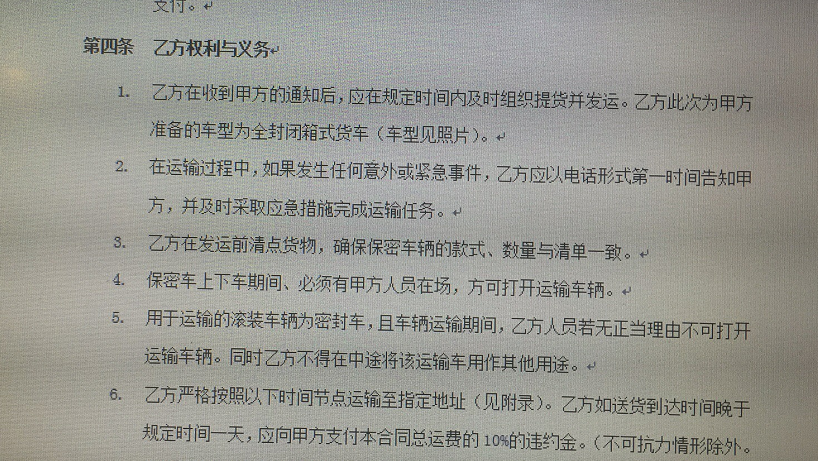 支付。
第四条 乙方权利与义务
1. 乙方在收到甲方的通知后，应在规定时间内及时组织提货并发运。乙方此次为甲方
准备的车型为全封闭箱式货车（车型见照片）。
2. 在运输过程中，如果发生任何意外或紧急事件，乙方应以电话形式第一时间告知甲
方，并及时采取应急措施完成运输任务。
3. 乙方在发运前清点货物，确保保密车辆的款式、数量与清单一致。
4. 保密车上下车期间、必须有甲方人员在场，方可打开运输车辆。
5. 用于运输的滚装车辆为密封车，且车辆运输期间，乙方人员若无正当理由不可打开
运输车辆。同时乙方不得在中途将该运输车用作其他用途。
6. 乙方严格按照以下时间节点运输至指定地址（见附录）。乙方如送货到达时间晚于
规定时间一天，应向甲方支付本合同总运费的 10%的违约金。（不可抗力情形除外。